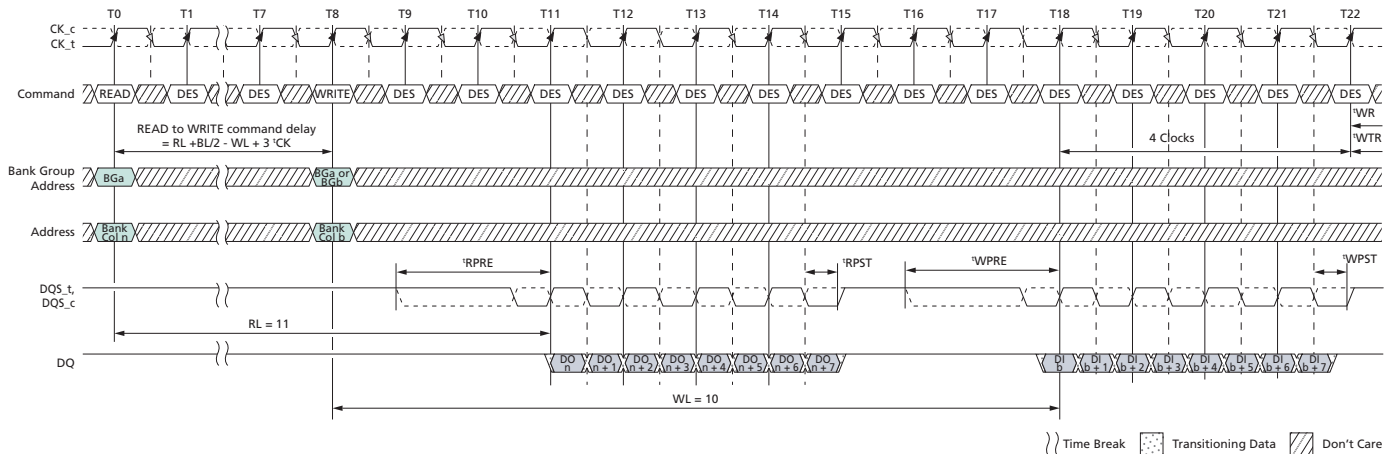 T0 T1 T7 T8 T9 T10 T11 T12 T13 T14 T15 T16 T17 T18 T19 T20 T21 T22
CK_c
CK_t
Command READ DES DES WRITE DES DES DES DES DES DES DES DES DES DES DES DES DES DES
tWR
READ to WRITE command delay
= RL +BL/2 - WL + 3 tCK
4 Clocks
tWTR
Bank Group
Address
BGa
BGa or
BGb
Address
Bank
Col n
Bank
Col b
tRPRE
tRPST
tWPRE
tWPST
DQS_t,
DQS_c
RL = 11
DQ
DO
n
DO
n + 1
DO
n + 2
DO
n + 3
DO
n + 4
DO
n + 5
DO
n + 6
DO
n + 7
DI
b
DI
b + 1
DI
b + 2
DI
b + 3
DI
b + 4
DI
b + 5
DI
b + 6
DI
b + 7
WL = 10
Time Break Transitioning Data Don't Care